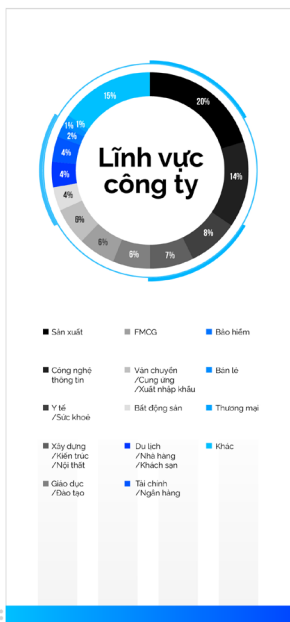 15%
20%
1%
1%
2%
4%
4%
4%
6%
6%
6%
7%
8%
14%
Lĩnh vực
công ty
Sản xuất
FMCG
Bảo hiểm
Công nghệ
thông tin
Vận chuyển
/Cung ứng
/Xuất nhập khẩu
Bán lẻ
Y tế
/Sức khoẻ
Bất động sản
Thương mại
Xây dựng
/Kiến trúc
/Nội thất
Du lịch
/Nhà hàng
/Khách sạn
Khác
Giáo dục
/Đào tạo
Tài chính
/Ngân hàng